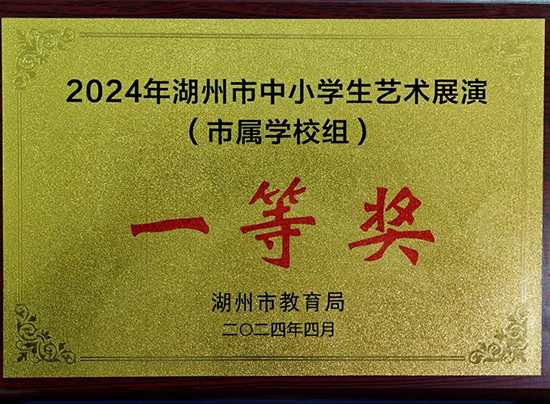 2024年湖州市中小学生艺术展演
（市属学校组）
一等奖
湖州市教育局
二〇二四年四月